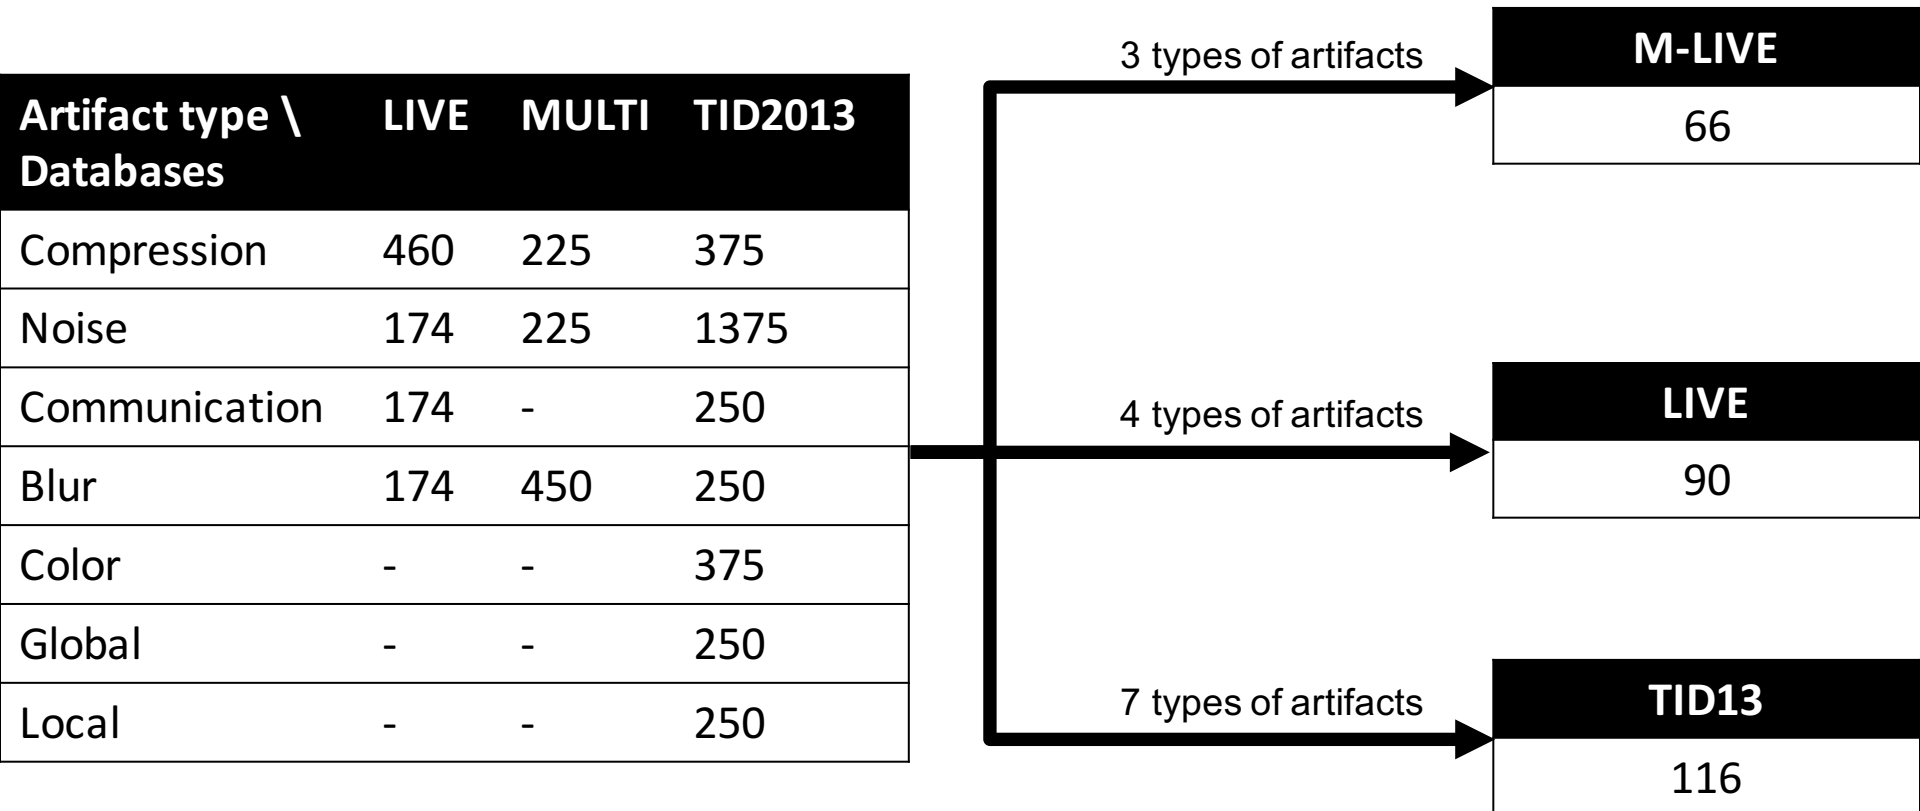 Artifact type \ LIVE MULTI TID2013
Databases
Compression 460 225 375
Noise 174 225 1375
Communication 174 - 250
Blur 174 450 250
Color - - 375
Global - - 250
Local - - 250
3 types of artifacts
M-LIVE
66
4 types of artifacts
LIVE
90
7 types of artifacts
TID13
116